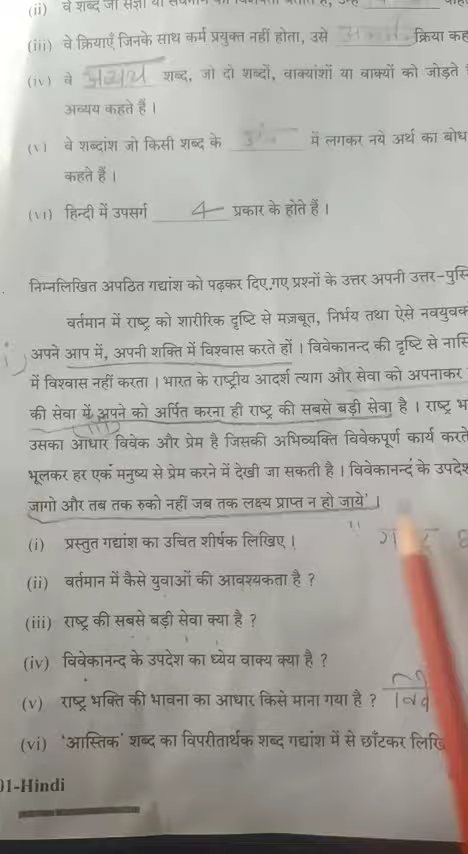 (ii) वे शब्द जो संज्ञा या सर्वनाम की
(iii) वे क्रियाएँ जिनके साथ कर्म प्रयुक्त नहीं होता, उसे क्रिया कह
(iv) वे अव्यय शब्द, जो दो शब्दों, वाक्यांशों या वाक्यों को जोड़ते
अव्यय कहते हैं ।
(v) वे शब्दांश जो किसी शब्द के में लगकर नये अर्थ का बोध
कहते हैं ।
(vi) हिन्दी में उपसर्ग 4 प्रकार के होते हैं ।
निम्नलिखित अपठित गद्यांश को पढ़कर दिए गए प्रश्नों के उत्तर अपनी उत्तर-पुस्ति
वर्तमान में राष्ट्र को शारीरिक दृष्टि से मज़बूत, निर्भय तथा ऐसे नवयुवक
अपने आप में, अपनी शक्ति में विश्वास करते हों । विवेकानन्द की दृष्टि से नास्ति
में विश्वास नहीं करता । भारत के राष्ट्रीय आदर्श त्याग और सेवा को अपनाकर
की सेवा में अपने को अर्पित करना ही राष्ट्र की सबसे बड़ी सेवा है । राष्ट्र भ
उसका आधार विवेक और प्रेम है जिसकी अभिव्यक्ति विवेकपूर्ण कार्य करते
भूलकर हर एक मनुष्य से प्रेम करने में देखी जा सकती है । विवेकानन्द के उपदेश
जागो और तब तक रुको नहीं जब तक लक्ष्य प्राप्त न हो जाये' ।
(i) प्रस्तुत गद्यांश का उचित शीर्षक लिखिए ।
(ii) वर्तमान में कैसे युवाओं की आवश्यकता है ?
(iii) राष्ट्र की सबसे बड़ी सेवा क्या है ?
(iv) विवेकानन्द के उपदेश का ध्येय वाक्य क्या है ?
(v) राष्ट्र भक्ति की भावना का आधार किसे माना गया है ? विवे
(vi) 'आस्तिक' शब्द का विपरीतार्थक शब्द गद्यांश में से छाँटकर लिखि
01-Hindi